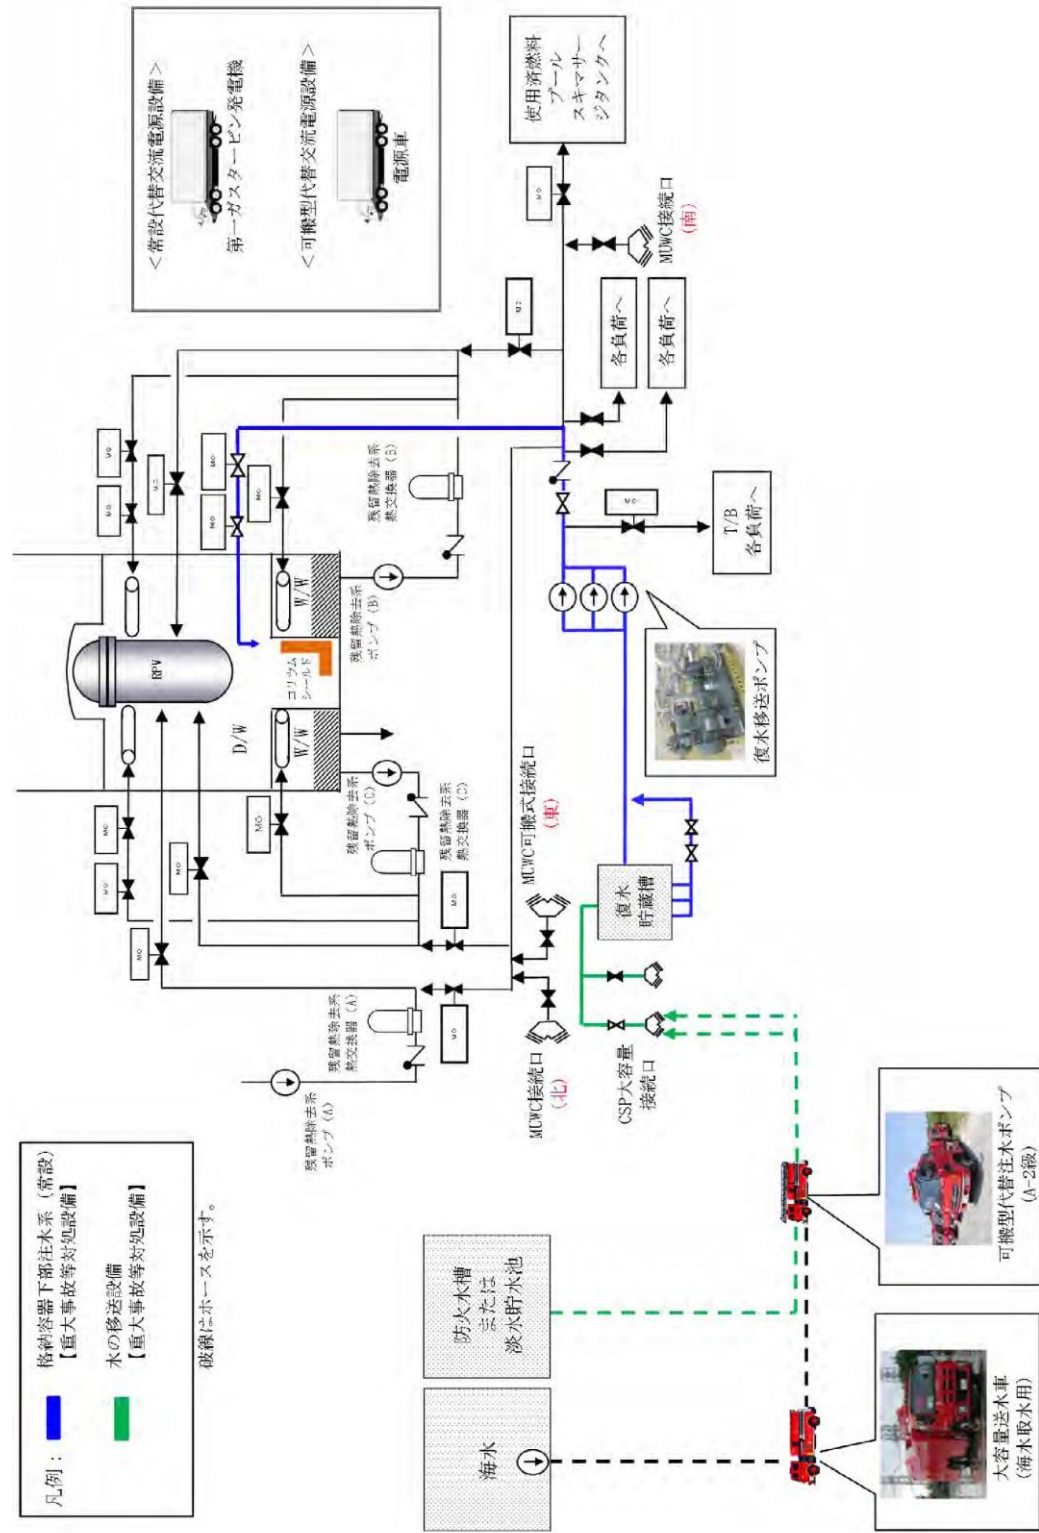 凡例：
格納容器下部注水系（常設）
【重大事故等対処設備】
水の移送設備
【重大事故等対処設備】
破線はホースを示す。
＜常設代替交流電源設備＞
第一ガスタービン発電機
＜可搬型代替交流電源設備＞
電源車
使用済燃料
プール
スキマサー
ジタンクへ
MO
MUWC接続口
(南)
MO
各負荷へ
各負荷へ
MO
MO
MO
MO
MO
MO
残留熱除去系
熱交換器 (B)
残留熱除去系
ポンプ (B)
MO
T/B
各負荷へ
RPV
D/W
W/W
W/W
コリウム
シールド
MO
MO
MO
MO
MO
残留熱除去系
ポンプ (C)
残留熱除去系
熱交換器 (C)
MO
MO
残留熱除去系
熱交換器 (A)
残留熱除去系
ポンプ (A)
MUWC可搬式接続口
(東)
MUWC接続口
(北)
復水移送ポンプ
復水
貯蔵槽
CSP大容量
接続口
防火水槽
または
淡水貯水池
海水
可搬型代替注水ポンプ
(A-2級)
大容量送水車
(海水取水用)